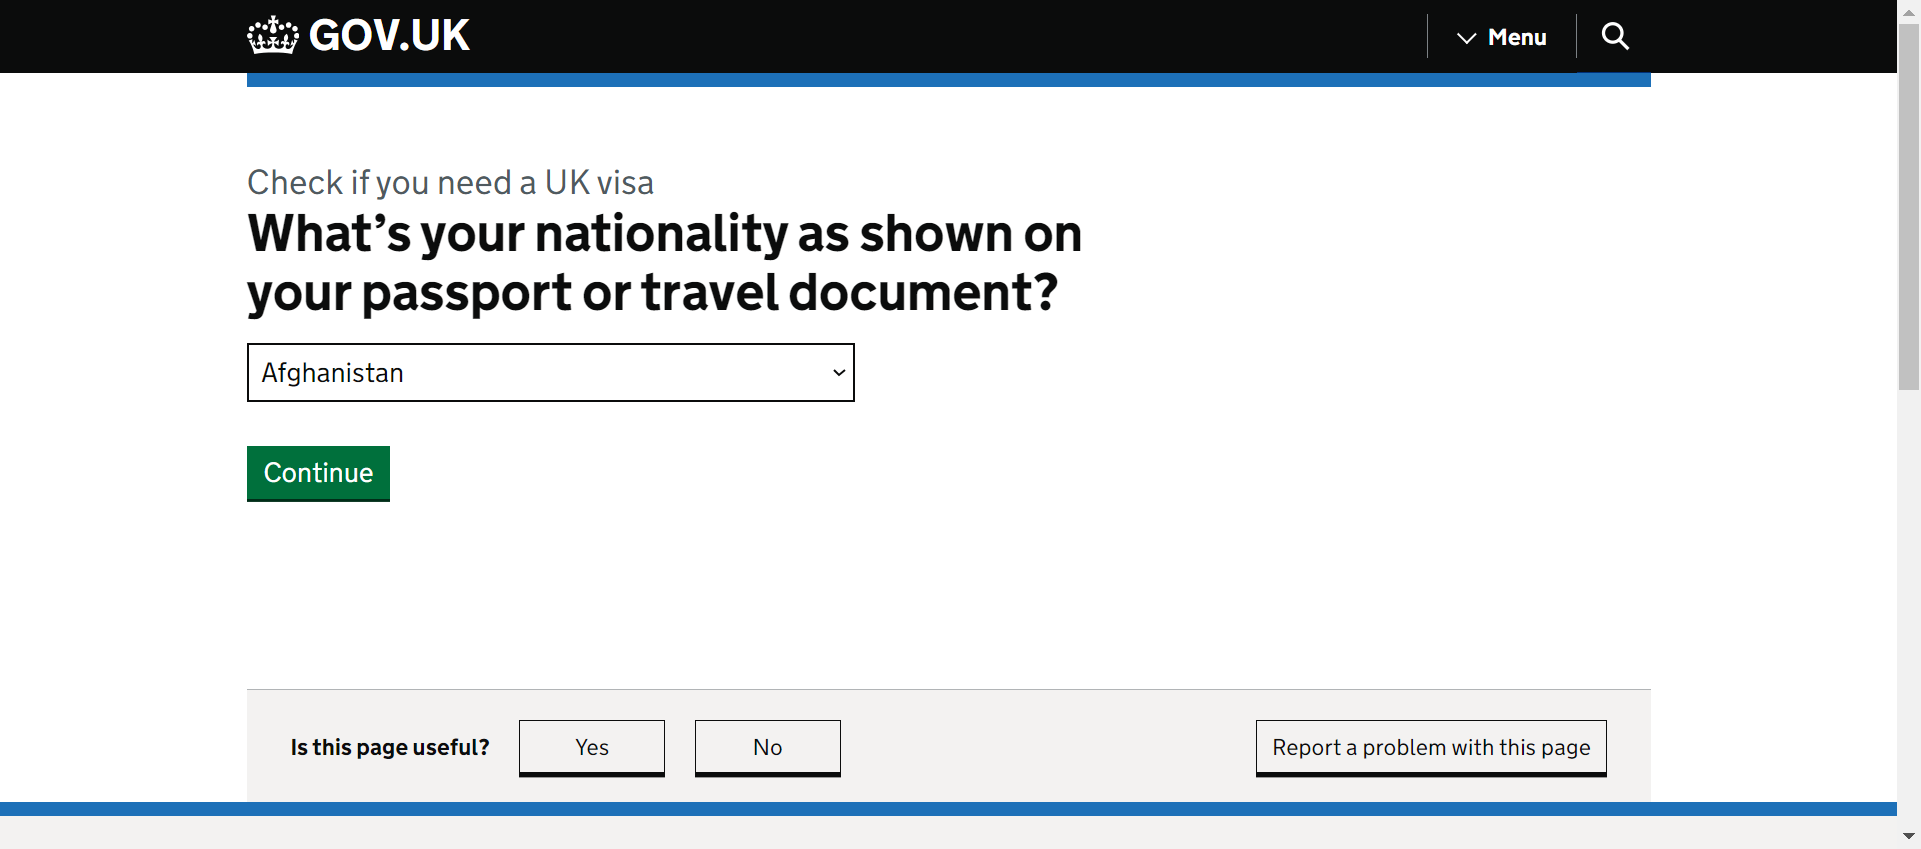 GOV.UK
Menu
Check if you need a UK visa
What’s your nationality as shown on
your passport or travel document?
Afghanistan
Continue
Is this page useful?
Yes
No
Report a problem with this page